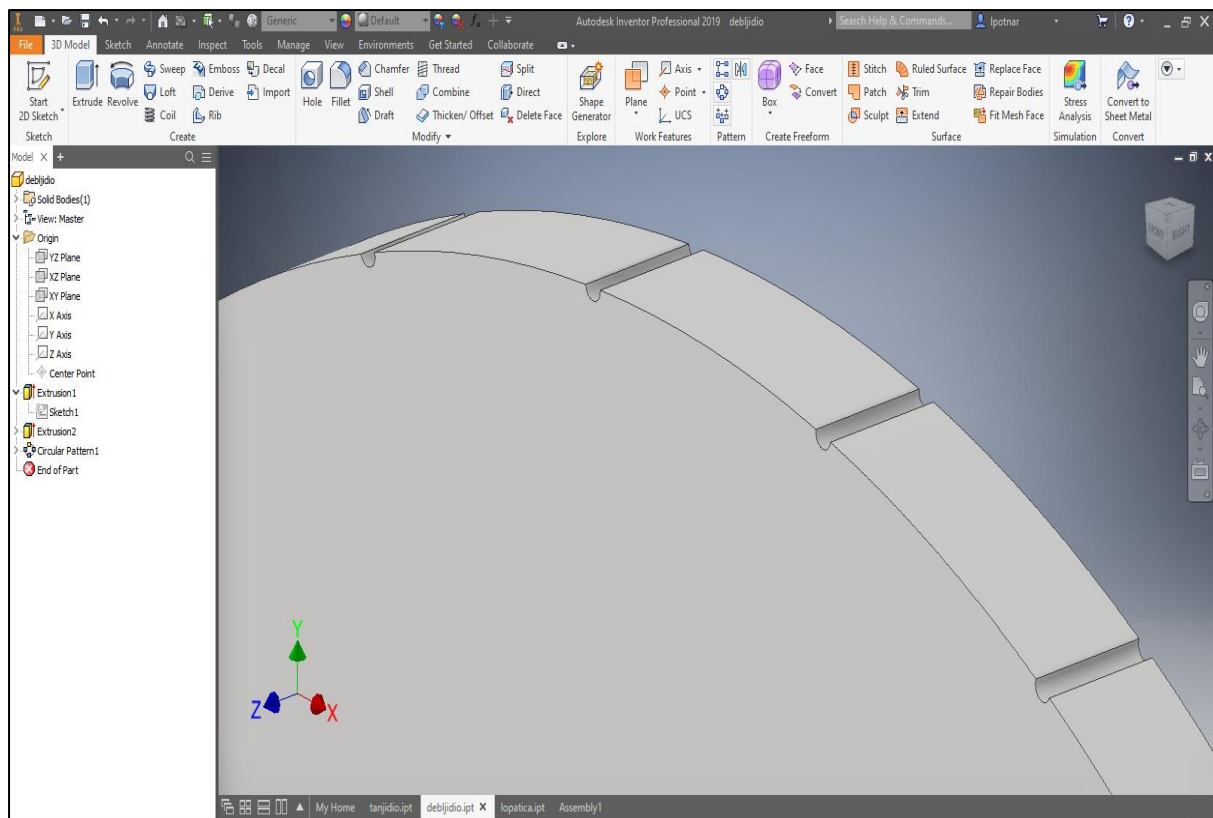 PRO Generic Default Autodesk Inventor Professional 2019 debljidio Search Help & Commands... lpotnar
File 3D Model Sketch Annotate Inspect Tools Manage View Environments Get Started Collaborate
Sweep Emboss Decal Chamfer Thread Split Axis Face Stitch Ruled Surface Replace Face
Start 2D Sketch Extrude Revolve Loft Derive Import Hole Fillet Shell Combine Direct Shape Generator Plane Point Box Convert Patch Trim Repair Bodies Stress Analysis Convert to Sheet Metal
Coil Rib Draft Thicken/ Offset Delete Face UCS Sculpt Extend Fit Mesh Face
Sketch Create Modify Explore Work Features Pattern Create Freeform Surface Simulation Convert
Model X +
debljidio
Solid Bodies(1)
View: Master
Origin
YZ Plane
XZ Plane
XY Plane
X Axis
Y Axis
Z Axis
Center Point
Extrusion1
Sketch1
Extrusion2
Circular Pattern1
End of Part
FRONT RIGHT
Y
Z X
My Home tanjidio.ipt debljidio.ipt X lopatica.ipt Assembly1